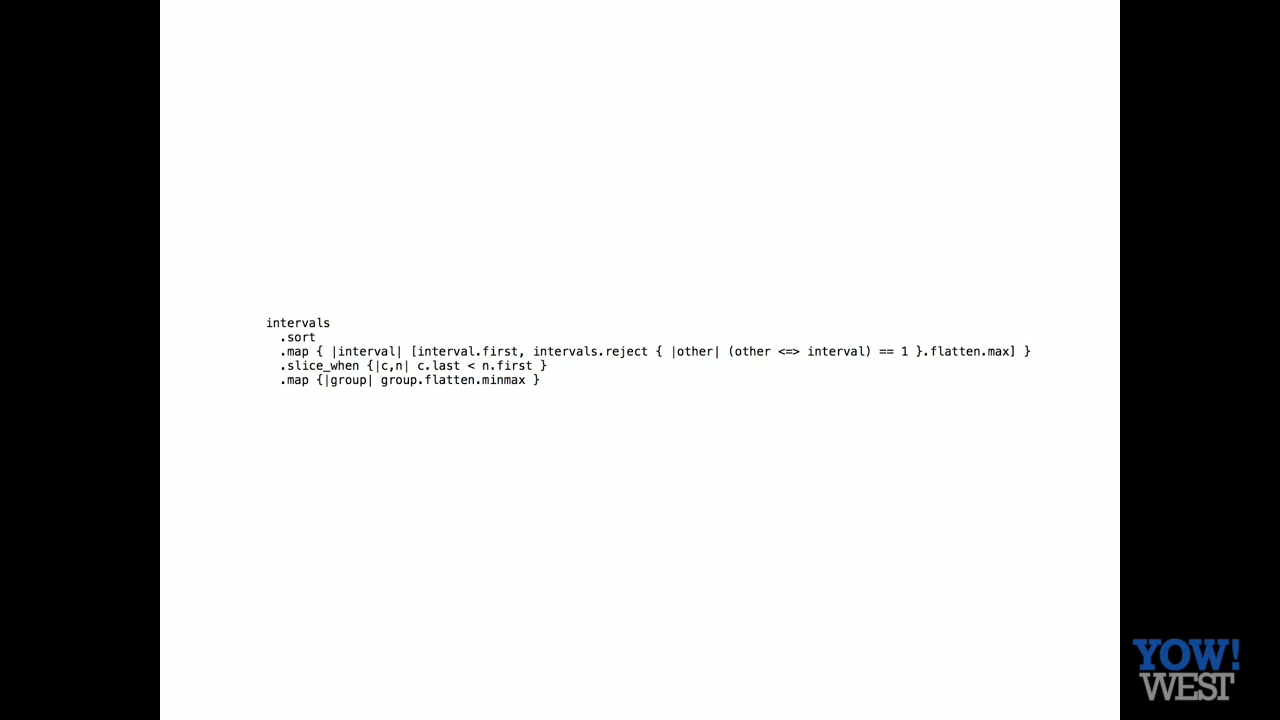 intervals
.sort
.map { |interval| [interval.first, intervals.reject { |other| (other <=> interval) == 1 }.flatten.max] }
.slice_when {|c,n| c.last < n.first }
.map {|group| group.flatten.minmax }
YOW!
WEST